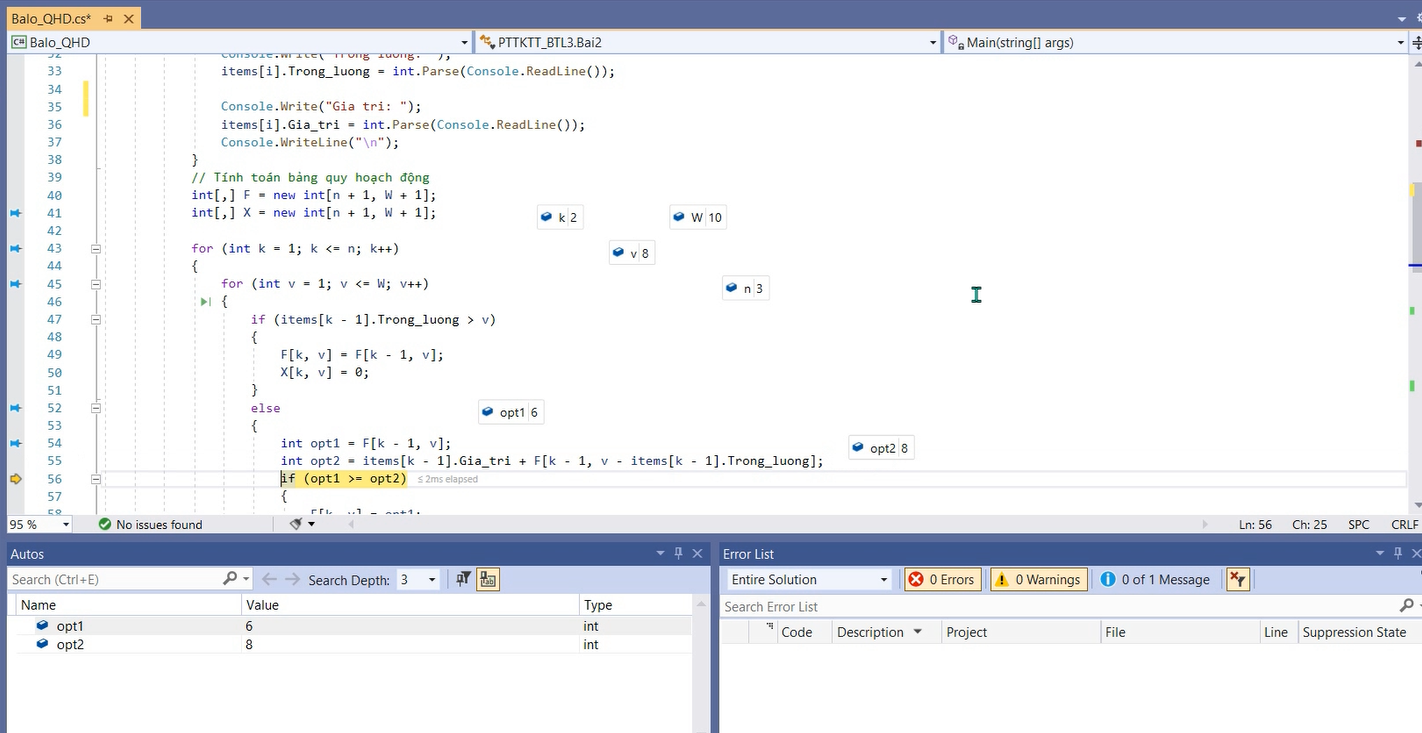 Balo_QHD.cs*
C# Balo_QHD
PTTKTT_BTL3.Bai2
Main(string[] args)
33 items[i].Trong_luong = int.Parse(Console.ReadLine());
34
35 Console.Write("Gia tri: ");
36 items[i].Gia_tri = int.Parse(Console.ReadLine());
37 Console.WriteLine("\n");
38 }
39 // Tính toán bảng quy hoạch động
40 int[,] F = new int[n + 1, W + 1];
41 int[,] X = new int[n + 1, W + 1];
k 2
W 10
42
43 for (int k = 1; k <= n; k++)
v 8
44 {
45 for (int v = 1; v <= W; v++)
n 3
46 {
47 if (items[k - 1].Trong_luong > v)
48 {
49 F[k, v] = F[k - 1, v];
50 X[k, v] = 0;
51 }
52 else
opt1 6
53 {
54 int opt1 = F[k - 1, v];
opt2 8
55 int opt2 = items[k - 1].Gia_tri + F[k - 1, v - items[k - 1].Trong_luong];
56 if (opt1 >= opt2) ≤ 2ms elapsed
57 {
95 %
No issues found
Ln: 56
Ch: 25
SPC
CRLF
Autos
Search (Ctrl+E)
Search Depth: 3
Name Value Type
opt1 6 int
opt2 8 int
Error List
Entire Solution
0 Errors
0 Warnings
0 of 1 Message
Search Error List
Code Description Project File Line Suppression State